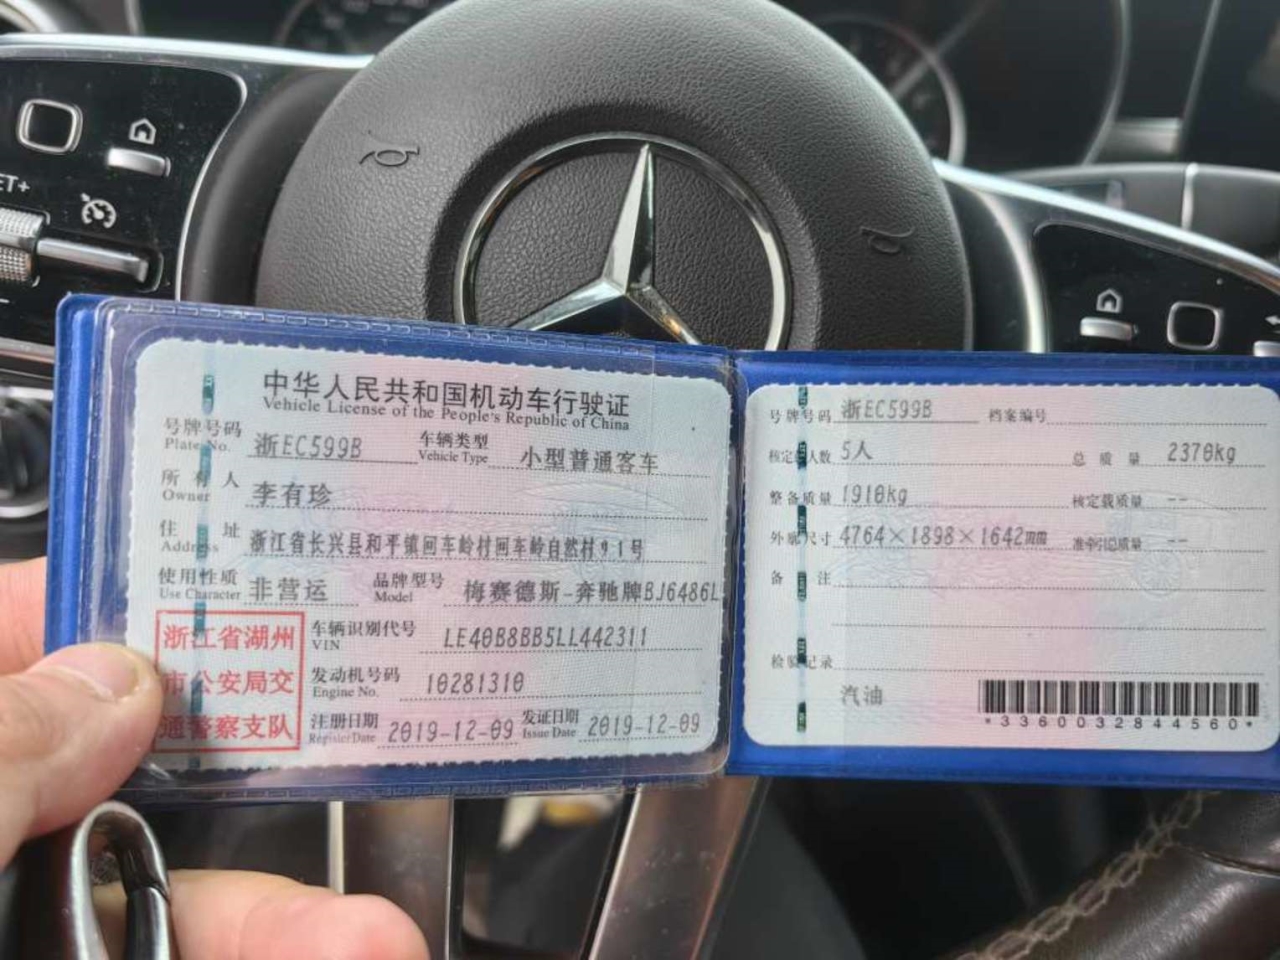 ET+
中华人民共和国机动车行驶证
Vehicle License of the People's Republic of China
号牌号码 浙EC599B 车辆类型 小型普通客车
Plate No. Vehicle Type
所有人 李有珍
Owner
住址 浙江省长兴县和平镇回车岭村回车岭自然村91号
Address
使用性质 非营运 品牌型号 梅赛德斯-奔驰牌BJ6486L
Use Character Model
浙江省湖州
市公安局交
通警察支队
车辆识别代号 LE40B8BB5LL442311
VIN
发动机号码 10281310
Engine No.
注册日期 2019-12-09 发证日期 2019-12-09
Register Date Issue Date
号牌号码 浙EC599B 档案编号
核定人数 5人 总质量 2370kg
整备质量 1910kg 核定载质量 --
外廓尺寸 4764×1898×1642mm 准牵引总质量 --
备注
检验记录
汽油
*3360032844560*